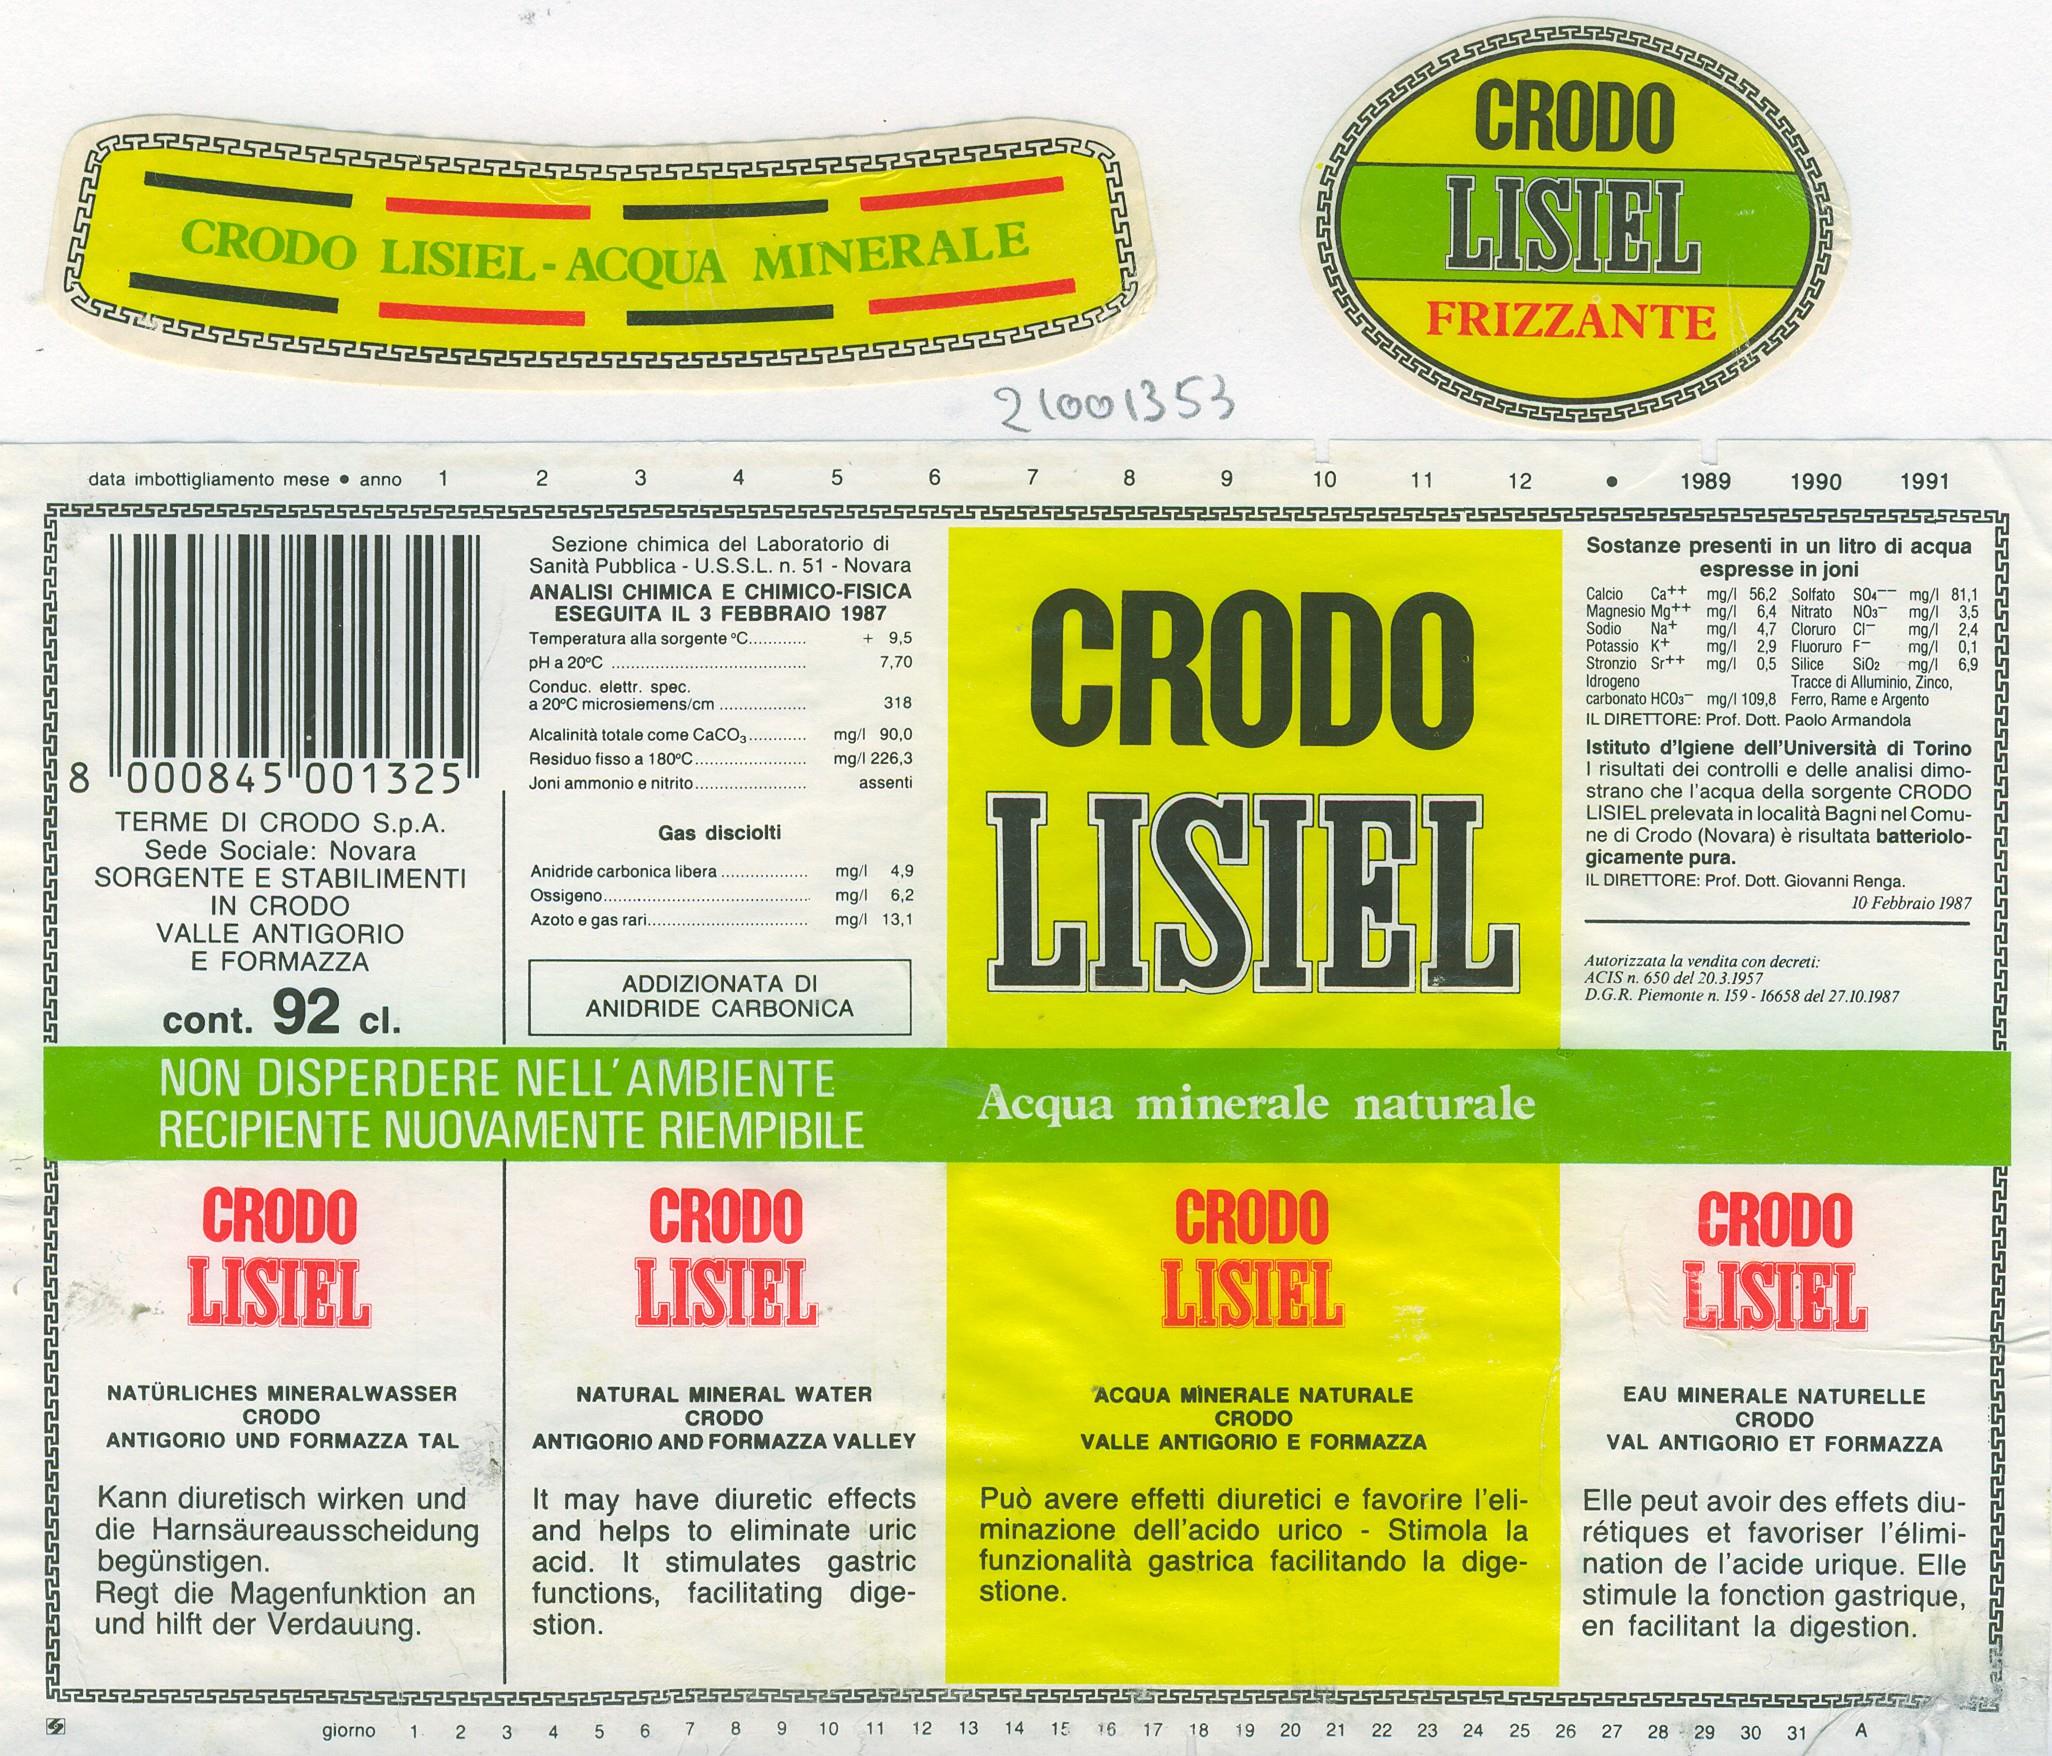 CRODO LISIEL - ACQUA MINERALE
CRODO
LISIEL
FRIZZANTE
21001353
data imbottigliamento mese • anno 1 2 3 4 5 6 7 8 9 10 11 12 • 1989 1990 1991
8 000845 001325
TERME DI CRODO S.p.A.
Sede Sociale: Novara
SORGENTE E STABILIMENTI
IN CRODO
VALLE ANTIGORIO
E FORMAZZA
cont. 92 cl.
Sezione chimica del Laboratorio di
Sanità Pubblica - U.S.S.L. n. 51 - Novara
ANALISI CHIMICA E CHIMICO-FISICA
ESEGUITA IL 3 FEBBRAIO 1987
Temperatura alla sorgente °C............ + 9,5
pH a 20°C .................................... 7,70
Conduc. elettr. spec.
a 20°C microsiemens/cm .................. 318
Alcalinità totale come CaCO3............ mg/l 90,0
Residuo fisso a 180°C...................... mg/l 226,3
Joni ammonio e nitrito...................... assenti
Gas disciolti
Anidride carbonica libera .................. mg/l 4,9
Ossigeno........................................ mg/l 6,2
Azoto e gas rari................................ mg/l 13,1
ADDIZIONATA DI
ANIDRIDE CARBONICA
CRODO
LISIEL
Sostanze presenti in un litro di acqua
espresse in joni
Calcio Ca++ mg/l 56,2 Solfato SO4-- mg/l 81,1
Magnesio Mg++ mg/l 6,4 Nitrato NO3- mg/l 3,5
Sodio Na+ mg/l 4,7 Cloruro Cl- mg/l 2,4
Potassio K+ mg/l 2,9 Fluoruro F- mg/l 0,1
Stronzio Sr++ mg/l 0,5 Silice SiO2 mg/l 6,9
Idrogeno Tracce di Alluminio, Zinco,
carbonato HCO3- mg/l 109,8 Ferro, Rame e Argento
IL DIRETTORE: Prof. Dott. Paolo Armandola
Istituto d'Igiene dell'Università di Torino
I risultati dei controlli e delle analisi dimo-
strano che l'acqua della sorgente CRODO
LISIEL prelevata in località Bagni nel Comu-
ne di Crodo (Novara) è risultata batteriolo-
gicamente pura.
IL DIRETTORE: Prof. Dott. Giovanni Renga.
10 Febbraio 1987
Autorizzata la vendita con decreti:
ACIS n. 650 del 20.3.1957
D.G.R. Piemonte n. 159 - 16658 del 27.10.1987
NON DISPERDERE NELL'AMBIENTE
RECIPIENTE NUOVAMENTE RIEMPIBILE
Acqua minerale naturale
CRODO
LISIEL
NATÜRLICHES MINERALWASSER
CRODO
ANTIGORIO UND FORMAZZA TAL
Kann diuretisch wirken und
die Harnsäureausscheidung
begünstigen.
Regt die Magenfunktion an
und hilft der Verdauung.
CRODO
LISIEL
NATURAL MINERAL WATER
CRODO
ANTIGORIO AND FORMAZZA VALLEY
It may have diuretic effects
and helps to eliminate uric
acid. It stimulates gastric
functions, facilitating dige-
stion.
CRODO
LISIEL
ACQUA MINERALE NATURALE
CRODO
VALLE ANTIGORIO E FORMAZZA
Può avere effetti diuretici e favorire l'eli-
minazione dell'acido urico - Stimola la
funzionalità gastrica facilitando la dige-
stione.
CRODO
LISIEL
EAU MINERALE NATURELLE
CRODO
VAL ANTIGORIO ET FORMAZZA
Elle peut avoir des effets diu-
rétiques et favoriser l'élimi-
nation de l'acide urique. Elle
stimule la fonction gastrique,
en facilitant la digestion.
giorno 1 2 3 4 5 6 7 8 9 10 11 12 13 14 15 16 17 18 19 20 21 22 23 24 25 26 27 28 29 30 31 A